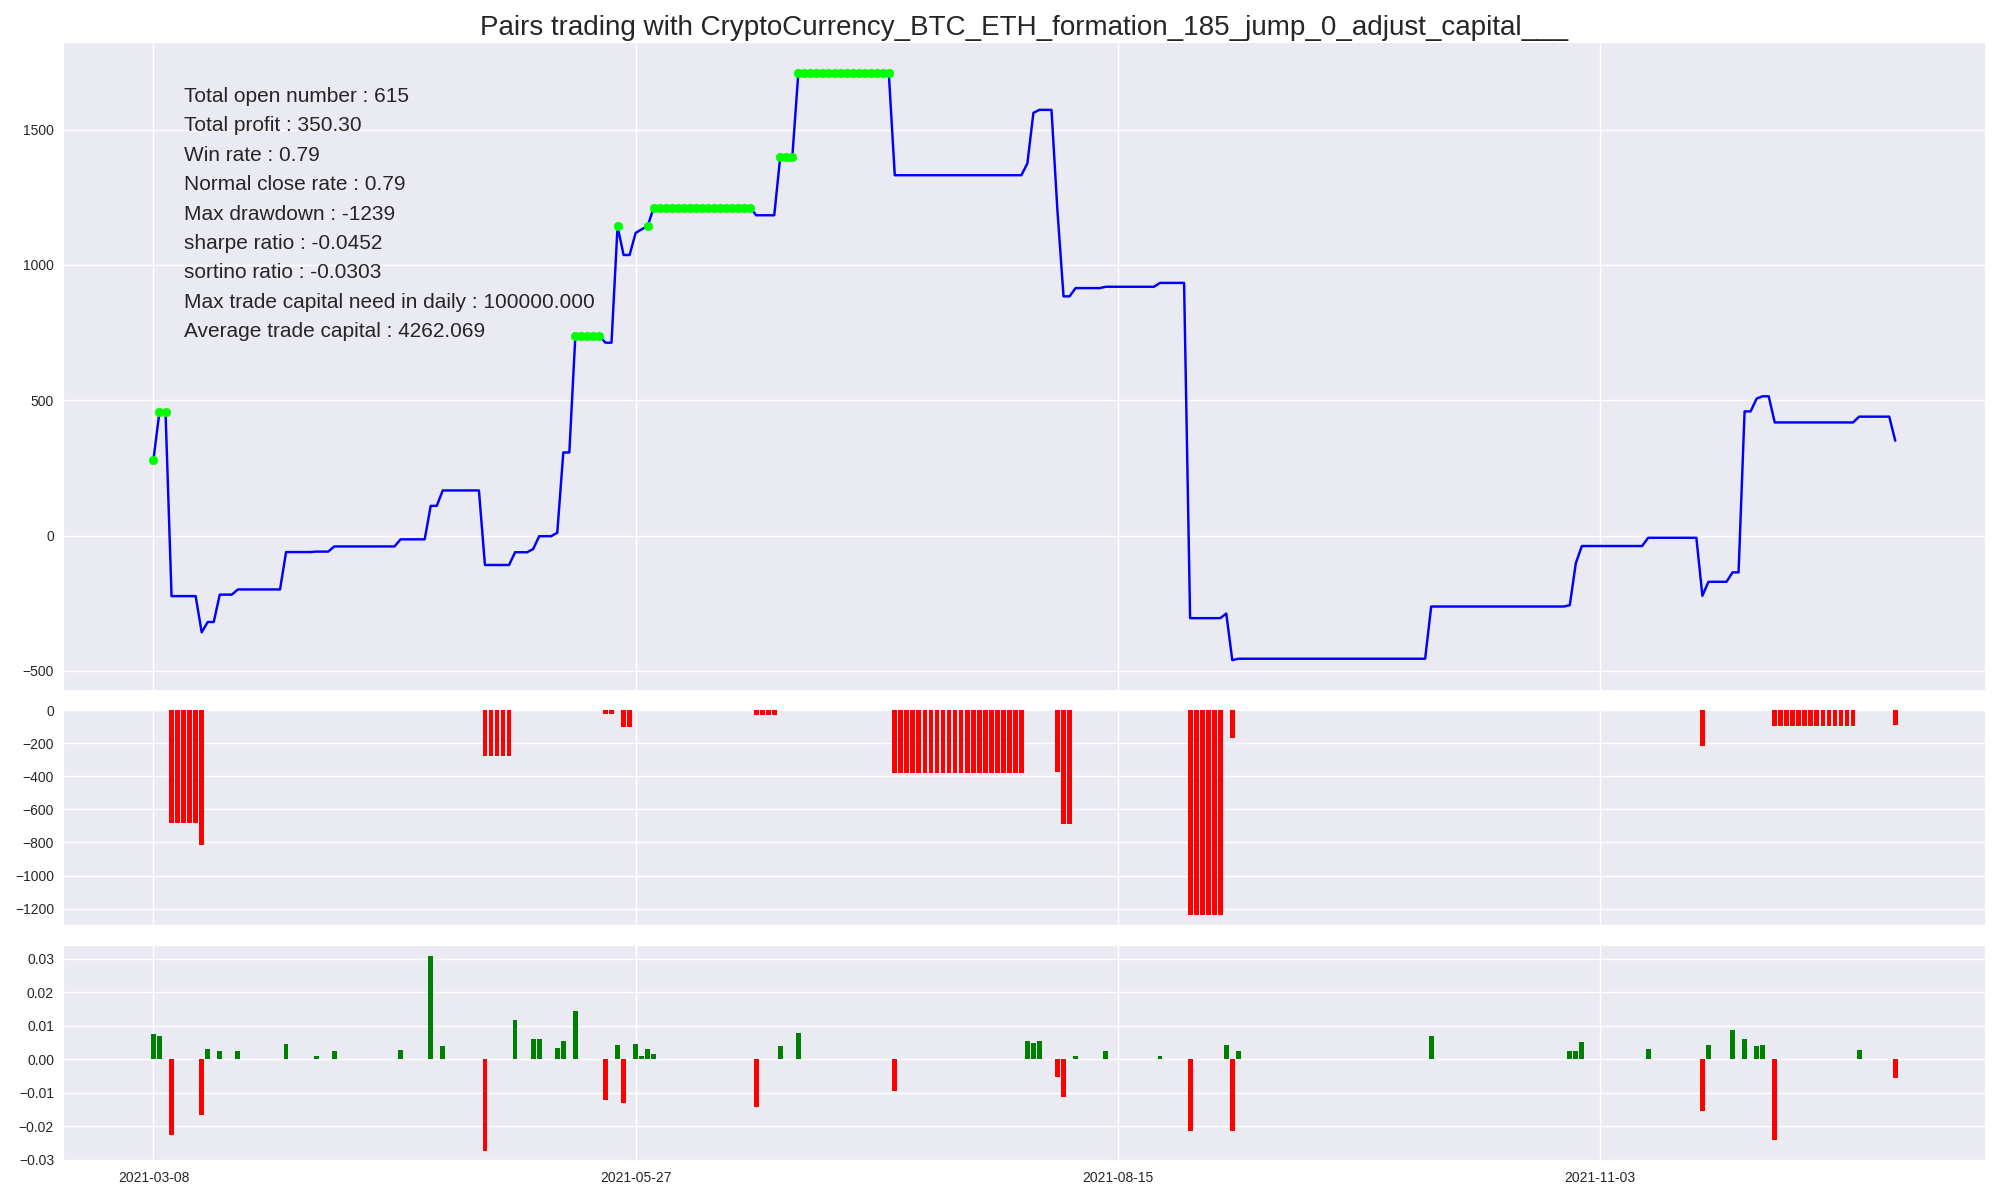 Pairs trading with CryptoCurrency_BTC_ETH_formation_185_jump_0_adjust_capital___
Total open number : 615
Total profit : 350.30
Win rate : 0.79
Normal close rate : 0.79
Max drawdown : -1239
sharpe ratio : -0.0452
sortino ratio : -0.0303
Max trade capital need in daily : 100000.000
Average trade capital : 4262.069
1500
1000
500
0
−500
0
−200
−400
−600
−800
−1000
−1200
0.03
0.02
0.01
0.00
−0.01
−0.02
−0.03
2021-03-08 2021-05-27 2021-08-15 2021-11-03